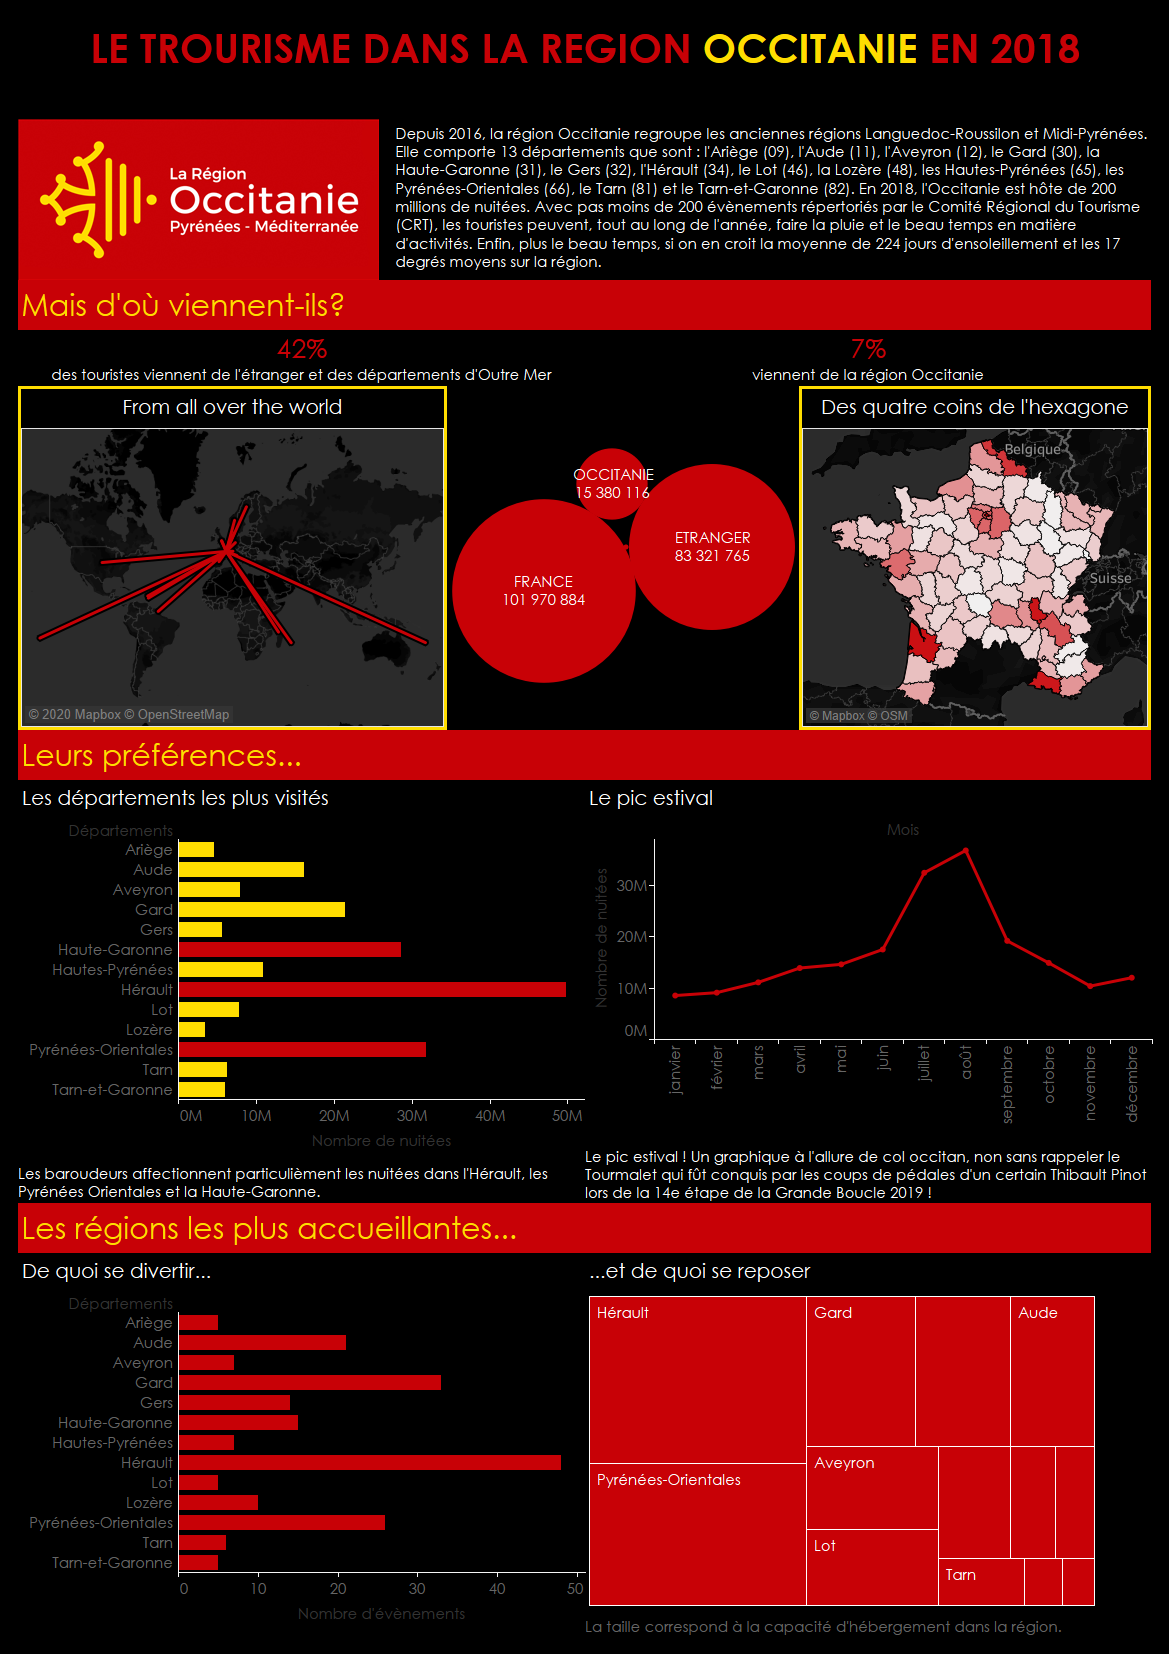 LE TROURISME DANS LA REGION OCCITANIE EN 2018
La Région
Occitanie
Pyrénées - Méditerranée
Depuis 2016, la région Occitanie regroupe les anciennes régions Languedoc-Roussilon et Midi-Pyrénées.
Elle comporte 13 départements que sont : l'Ariège (09), l'Aude (11), l'Aveyron (12), le Gard (30), la
Haute-Garonne (31), le Gers (32), l'Hérault (34), le Lot (46), la Lozère (48), les Hautes-Pyrénées (65), les
Pyrénées-Orientales (66), le Tarn (81) et le Tarn-et-Garonne (82). En 2018, l'Occitanie est hôte de 200
millions de nuitées. Avec pas moins de 200 évènements répertoriés par le Comité Régional du Tourisme
(CRT), les touristes peuvent, tout au long de l'année, faire la pluie et le beau temps en matière
d'activités. Enfin, plus le beau temps, si on en croit la moyenne de 224 jours d'ensoleillement et les 17
degrés moyens sur la région.
Mais d'où viennent-ils?
42%
des touristes viennent de l'étranger et des départements d'Outre Mer
7%
viennent de la région Occitanie
From all over the world
© 2020 Mapbox © OpenStreetMap
OCCITANIE
15 380 116
ETRANGER
83 321 765
FRANCE
101 970 884
Des quatre coins de l'hexagone
Belgique
Suisse
© Mapbox © OSM
Leurs préférences...
Les départements les plus visités
Départements
Ariège
Aude
Aveyron
Gard
Gers
Haute-Garonne
Hautes-Pyrénées
Hérault
Lot
Lozère
Pyrénées-Orientales
Tarn
Tarn-et-Garonne
0M 10M 20M 30M 40M 50M
Nombre de nuitées
Les baroudeurs affectionnent particulièment les nuitées dans l'Hérault, les
Pyrénées Orientales et la Haute-Garonne.
Le pic estival
Mois
Nombre de nuitées
30M
20M
10M
0M
janvier février mars avril mai juin juillet août septembre octobre novembre décembre
Le pic estival ! Un graphique à l'allure de col occitan, non sans rappeler le
Tourmalet qui fût conquis par les coups de pédales d'un certain Thibault Pinot
lors de la 14e étape de la Grande Boucle 2019 !
Les régions les plus accueillantes...
De quoi se divertir...
Départements
Ariège
Aude
Aveyron
Gard
Gers
Haute-Garonne
Hautes-Pyrénées
Hérault
Lot
Lozère
Pyrénées-Orientales
Tarn
Tarn-et-Garonne
0 10 20 30 40 50
Nombre d'évènements
...et de quoi se reposer
Hérault
Gard
Aude
Pyrénées-Orientales
Aveyron
Lot
Tarn
La taille correspond à la capacité d'hébergement dans la région.